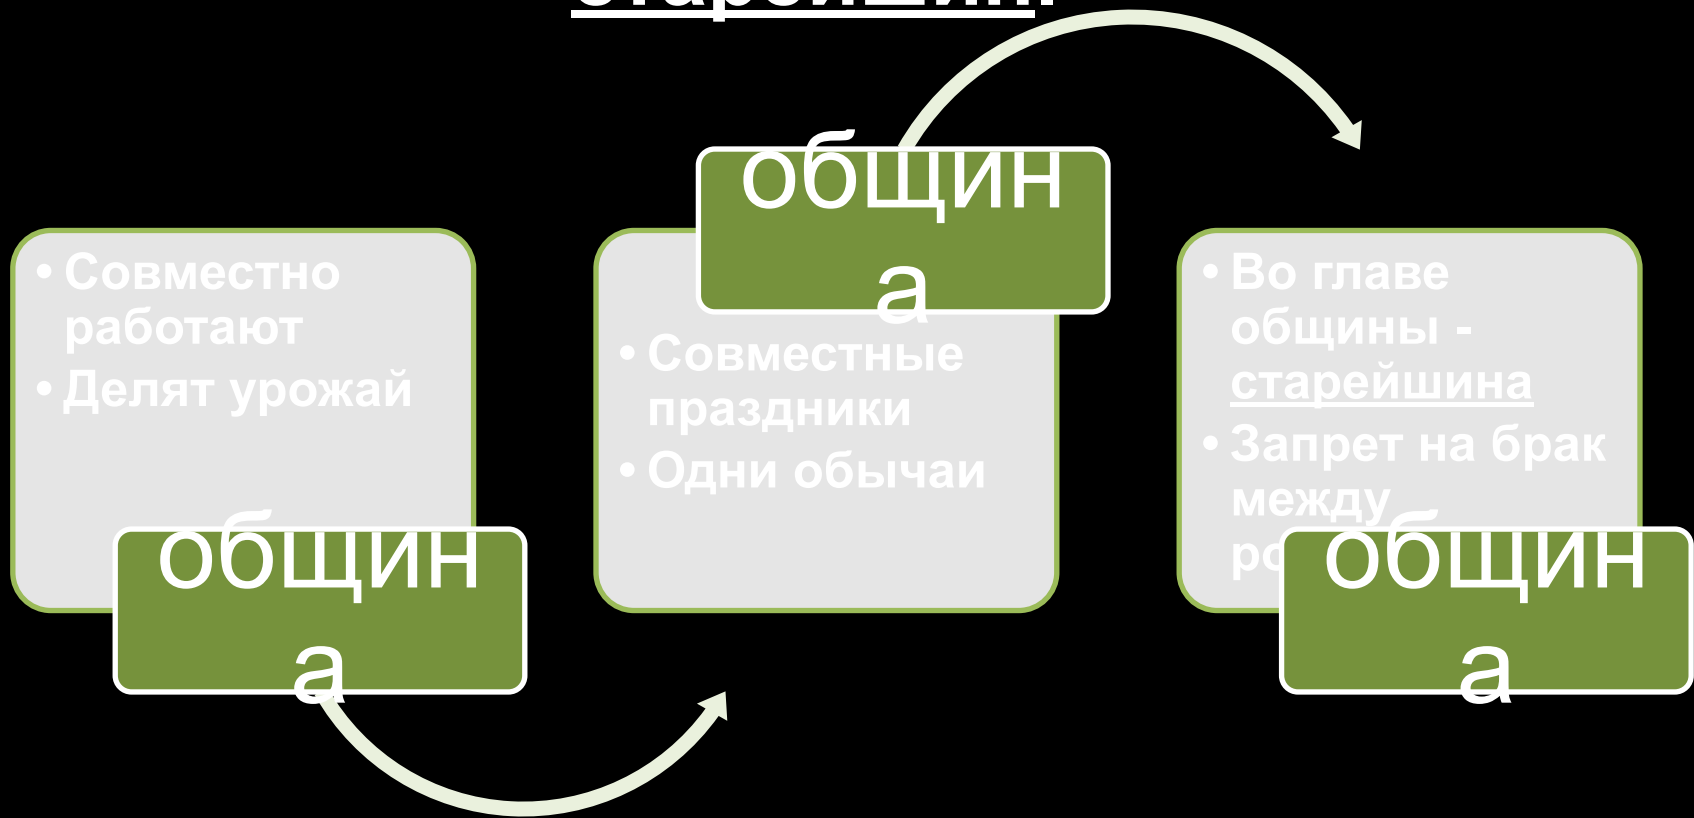 • Совместно
работают
• Делят урожай
общин
а
общин
а
• Совместные
праздники
• Одни обычаи
• Во главе
общины -
старейшина
• Запрет на брак
между
общин
а